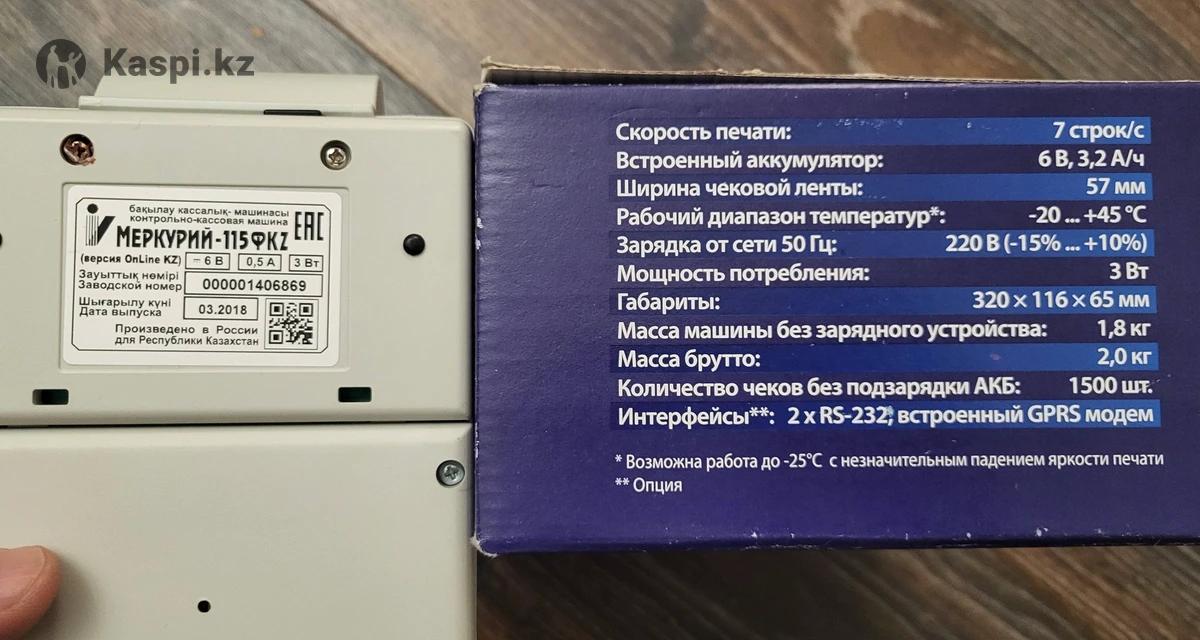 Kaspi.kz
бақылау кассалық- машинасы
контрольно-кассовая машина
МЕРКУРИЙ-115ФKZ
EAC
(версия OnLine KZ) ⎓ 6 В 0,5 А 3 Вт
Зауыттық нөмірі
Заводской номер 000001406869
Шығарылу күні
Дата выпуска 03.2018
Произведено в России
для Республики Казахстан
Скорость печати: 7 строк/с
Встроенный аккумулятор: 6 В, 3,2 А/ч
Ширина чековой ленты: 57 мм
Рабочий диапазон температур*: -20 ... +45 °С
Зарядка от сети 50 Гц: 220 В (-15% ... +10%)
Мощность потребления: 3 Вт
Габариты: 320 × 116 × 65 мм
Масса машины без зарядного устройства: 1,8 кг
Масса брутто: 2,0 кг
Количество чеков без подзарядки АКБ: 1500 шт.
Интерфейсы**: 2 x RS-232, встроенный GPRS модем
* Возможна работа до -25°С с незначительным падением яркости печати
** Опция